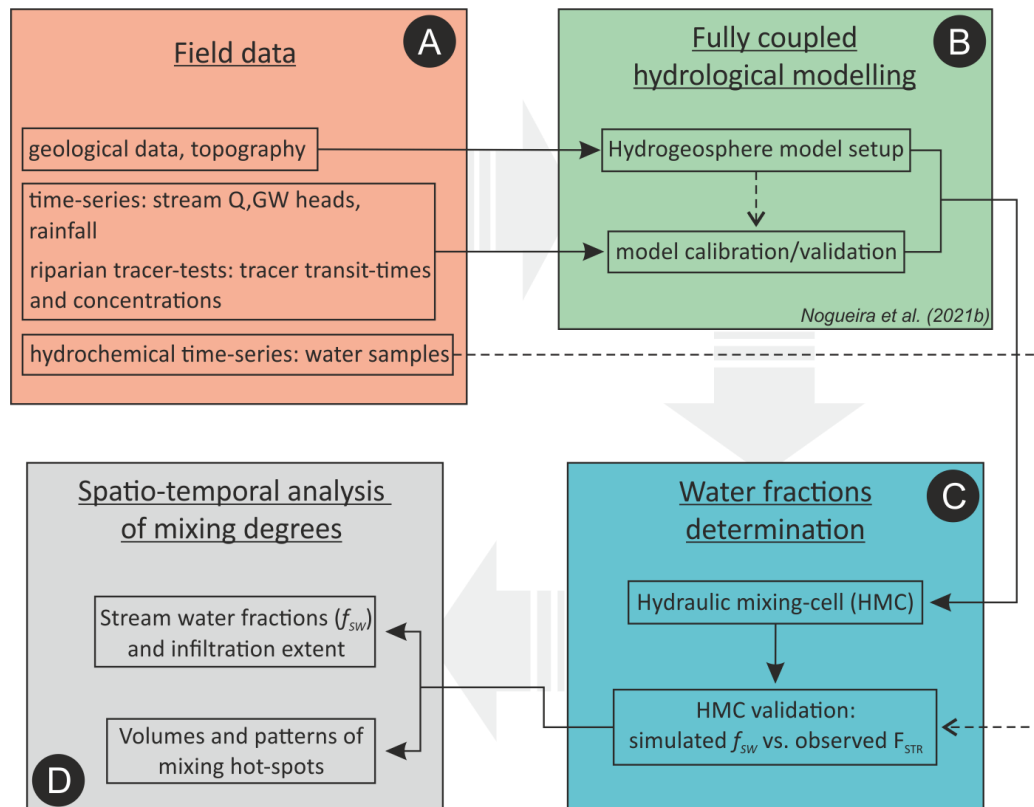 A
Field data
geological data, topography
time-series: stream Q,GW heads,
rainfall
riparian tracer-tests: tracer transit-times
and concentrations
hydrochemical time-series: water samples
B
Fully coupled
hydrological modelling
Hydrogeosphere model setup
model calibration/validation
Nogueira et al. (2021b)
C
Water fractions
determination
Hydraulic mixing-cell (HMC)
HMC validation:
simulated fsw vs. observed FSTR
Spatio-temporal analysis
of mixing degrees
Stream water fractions (fsw)
and infiltration extent
Volumes and patterns of
mixing hot-spots
D